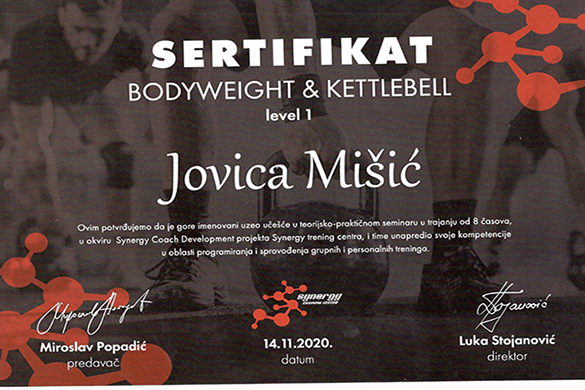 SERTIFIKAT
BODYWEIGHT & KETTLEBELL
level 1
Jovica Mišić
Ovim potvrđujemo da je gore imenovani uzeo učešće u teorijsko-praktičnom seminaru u trajanju od 8 časova,
u okviru Synergy Coach Development projekta Synergy trening centra, i time unapredio svoje kompetencije
u oblasti programiranja i sprovođenja grupnih i personalnih treninga.
synergy
TRAINING CENTER
Miroslav Popadić
predavač
14.11.2020.
datum
Luka Stojanović
direktor